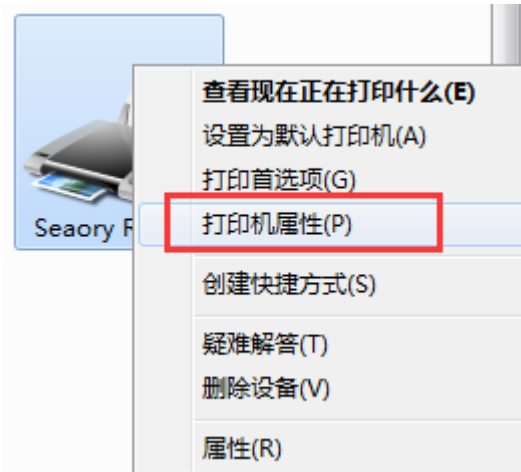 查看现在正在打印什么(E)
设置为默认打印机(A)
打印首选项(G)
Seaory
打印机属性(P)
创建快捷方式(S)
疑难解答(T)
删除设备(V)
属性(R)